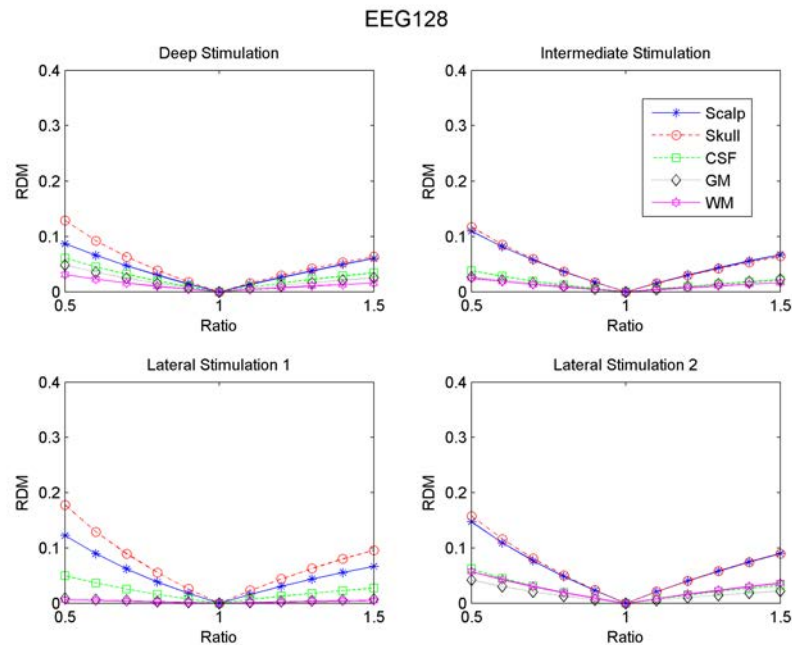 EEG128
Deep Stimulation
0.4
0.3
0.2
0.1
0
RDM
0.5
1
1.5
Ratio
Intermediate Stimulation
0.4
0.3
0.2
0.1
0
RDM
0.5
1
1.5
Ratio
Scalp
Skull
CSF
GM
WM
Lateral Stimulation 1
0.4
0.3
0.2
0.1
0
RDM
0.5
1
1.5
Ratio
Lateral Stimulation 2
0.4
0.3
0.2
0.1
0
RDM
0.5
1
1.5
Ratio